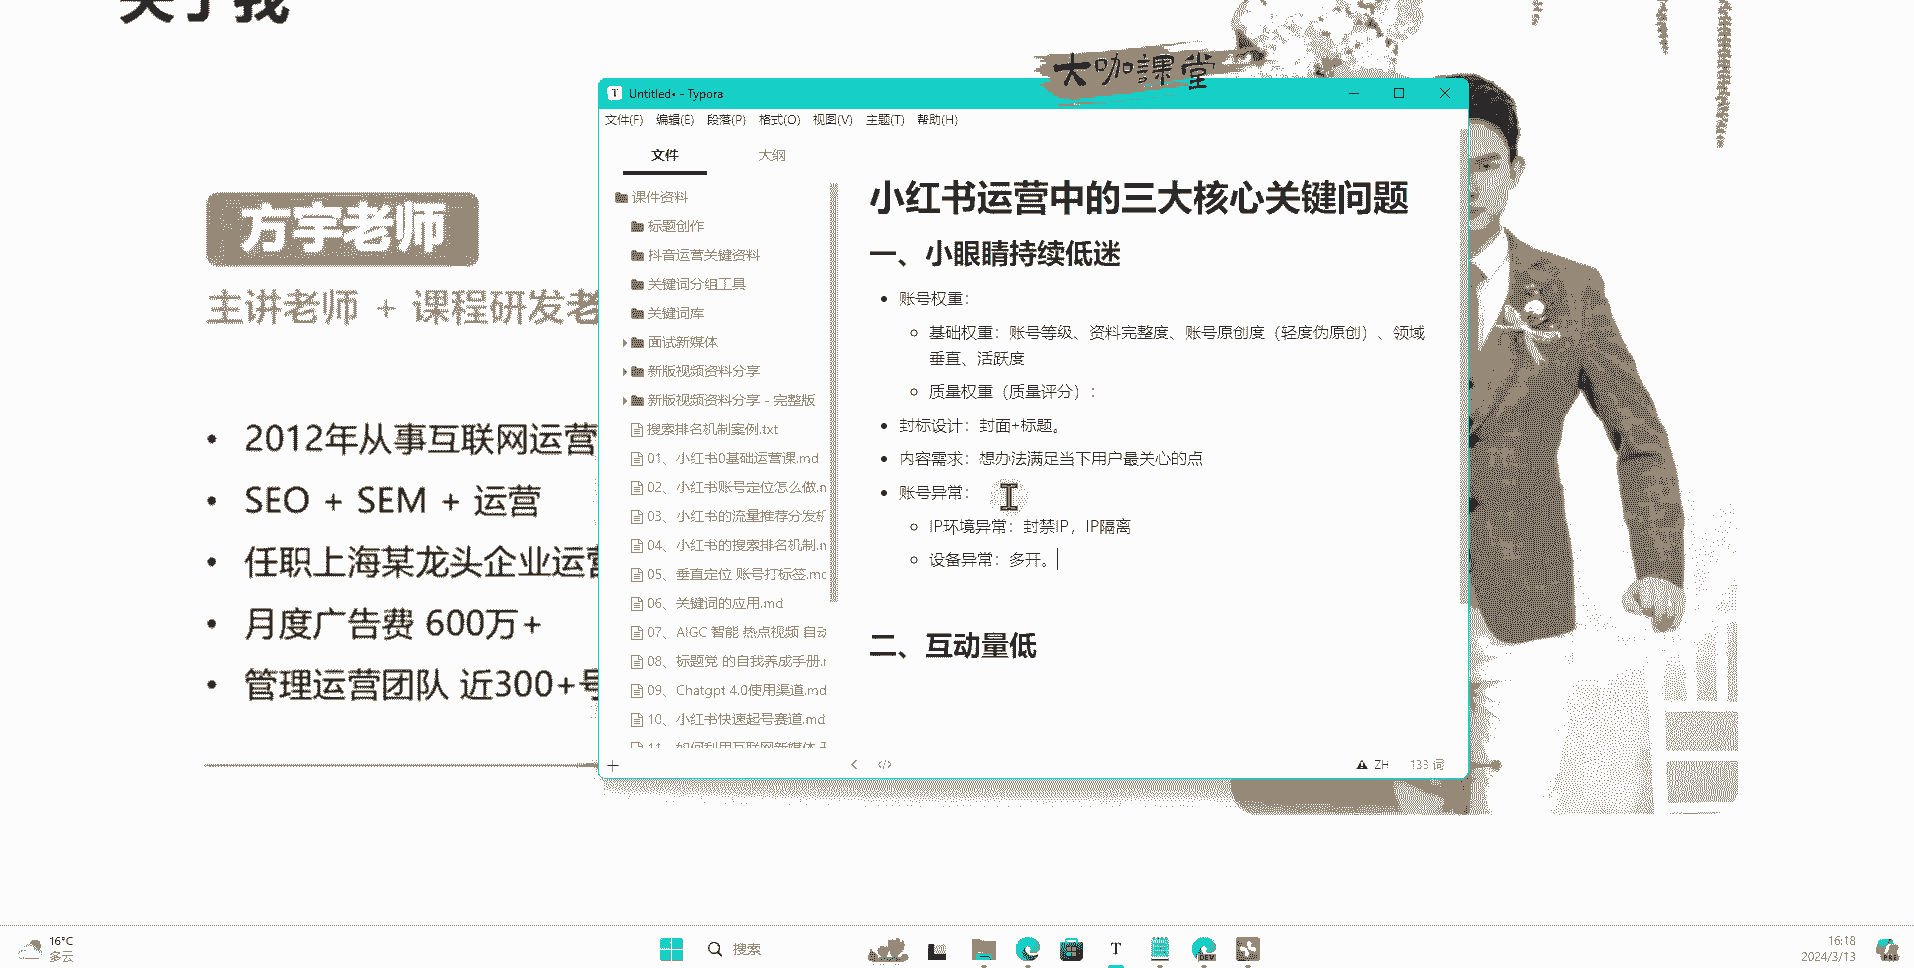 关于我
大咖課堂
方宇老师
主讲老师 + 课程研发老
• 2012年从事互联网运营
• SEO + SEM + 运营
• 任职上海某龙头企业运营
• 月度广告费 600万+
• 管理运营团队 近300+号
Untitled• - Typora
文件(F) 编辑(E) 段落(P) 格式(O) 视图(V) 主题(T) 帮助(H)
文件 大纲
课件资料
标题创作
抖音运营关键资料
关键词分组工具
关键词库
面试新媒体
新版视频资料分享
新版视频资料分享 - 完整版
搜索排名机制案例.txt
01、小红书0基础运营课.md
02、小红书账号定位怎么做.m
03、小红书的流量推荐分发机
04、小红书的搜索排名机制.m
05、垂直定位 账号打标签.md
06、关键词的应用.md
07、AIGC 智能 热点视频 自动
08、标题党 的自我养成手册.m
09、Chatgpt 4.0使用渠道.md
10、小红书快速起号赛道.md
11、如何利用互联网新媒体
小红书运营中的三大核心关键问题
一、小眼睛持续低迷
• 账号权重：
基础权重：账号等级、资料完整度、账号原创度（轻度伪原创）、领域
垂直、活跃度
质量权重（质量评分）：
• 封标设计：封面+标题。
• 内容需求：想办法满足当下用户最关心的点
• 账号异常：
IP环境异常：封禁IP，IP隔离
设备异常：多开。
二、互动量低
ZH 133 词
16°C
多云
搜索
T
DEV
16:18
2024/3/13
PRE